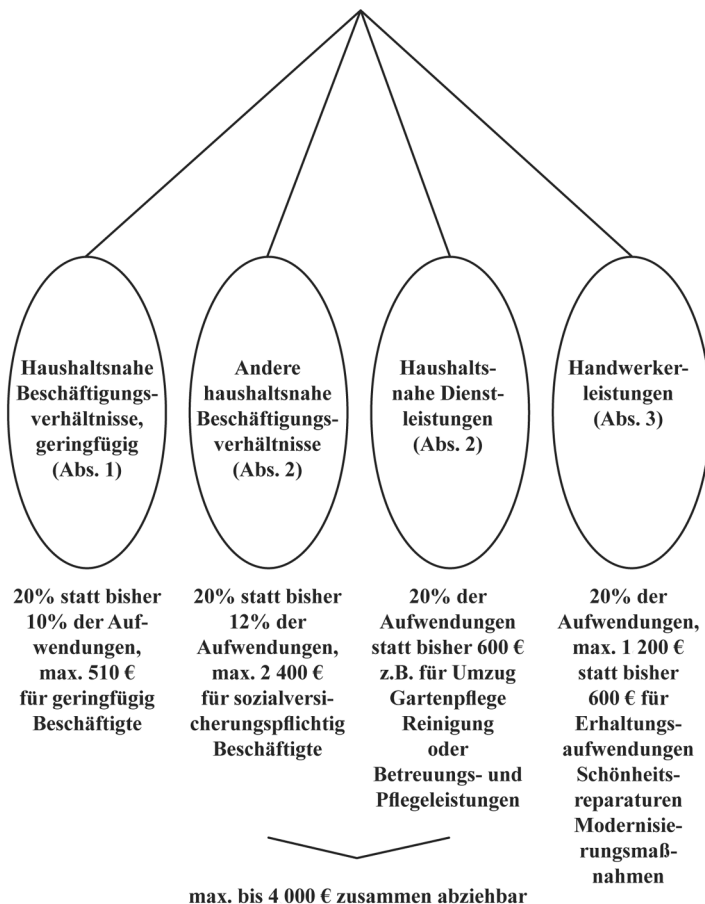 Haushaltsnahe
Beschäftigungs-
verhältnisse,
geringfügig
(Abs. 1)
Andere
haushaltsnahe
Beschäftigungs-
verhältnisse
(Abs. 2)
Haushalts-
nahe Dienst-
leistungen
(Abs. 2)
Handwerker-
leistungen
(Abs. 3)
20% statt bisher
10% der Auf-
wendungen,
max. 510 €
für geringfügig
Beschäftigte
20% statt bisher
12% der
Aufwendungen,
max. 2 400 €
für sozialversi-
cherungspflichtig
Beschäftigte
20% der
Aufwendungen
statt bisher 600 €
z.B. für Umzug
Gartenpflege
Reinigung
oder
Betreuungs- und
Pflegeleistungen
20% der
Aufwendungen,
max. 1 200 €
statt bisher
600 € für
Erhaltungs-
aufwendungen
Schönheits-
reparaturen
Modernisie-
rungsmaß-
nahmen
max. bis 4 000 € zusammen abziehbar